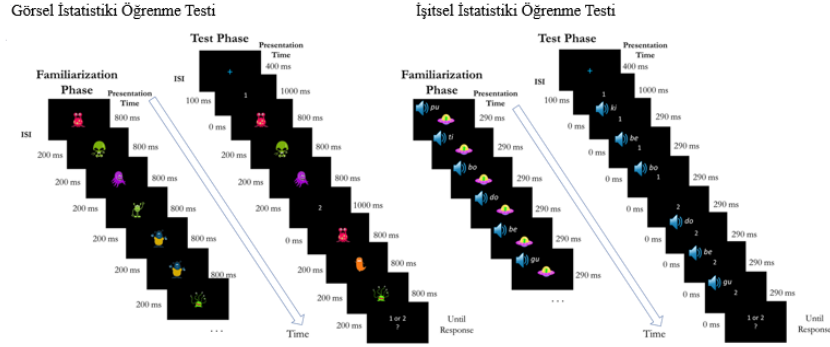 Görsel İstatistiki Öğrenme Testi
İşitsel İstatistiki Öğrenme Testi
Test Phase
Presentation
Time
400 ms
ISI
1
1000 ms
100 ms
800 ms
0 ms
800 ms
200 ms
800 ms
200 ms
2
1000 ms
200 ms
800 ms
0 ms
800 ms
200 ms
800 ms
200 ms
1 or 2
?
200 ms
Until
Response
Familiarization
Phase
Presentation
Time
800 ms
ISI
800 ms
200 ms
800 ms
200 ms
800 ms
200 ms
800 ms
200 ms
800 ms
200 ms
200 ms
. . .
Time
Test Phase
Presentation
Time
400 ms
ISI
1
1000 ms
100 ms
ki
1
290 ms
0 ms
be
1
290 ms
0 ms
bo
1
290 ms
0 ms
2
290 ms
0 ms
do
2
290 ms
0 ms
be
2
290 ms
0 ms
gu
2
290 ms
0 ms
1 or 2
?
Until
Response
Familiarization
Phase
Presentation
Time
pu
290 ms
ISI
ti
290 ms
0 ms
bo
290 ms
0 ms
do
290 ms
0 ms
be
290 ms
0 ms
gu
290 ms
0 ms
. . .
Time